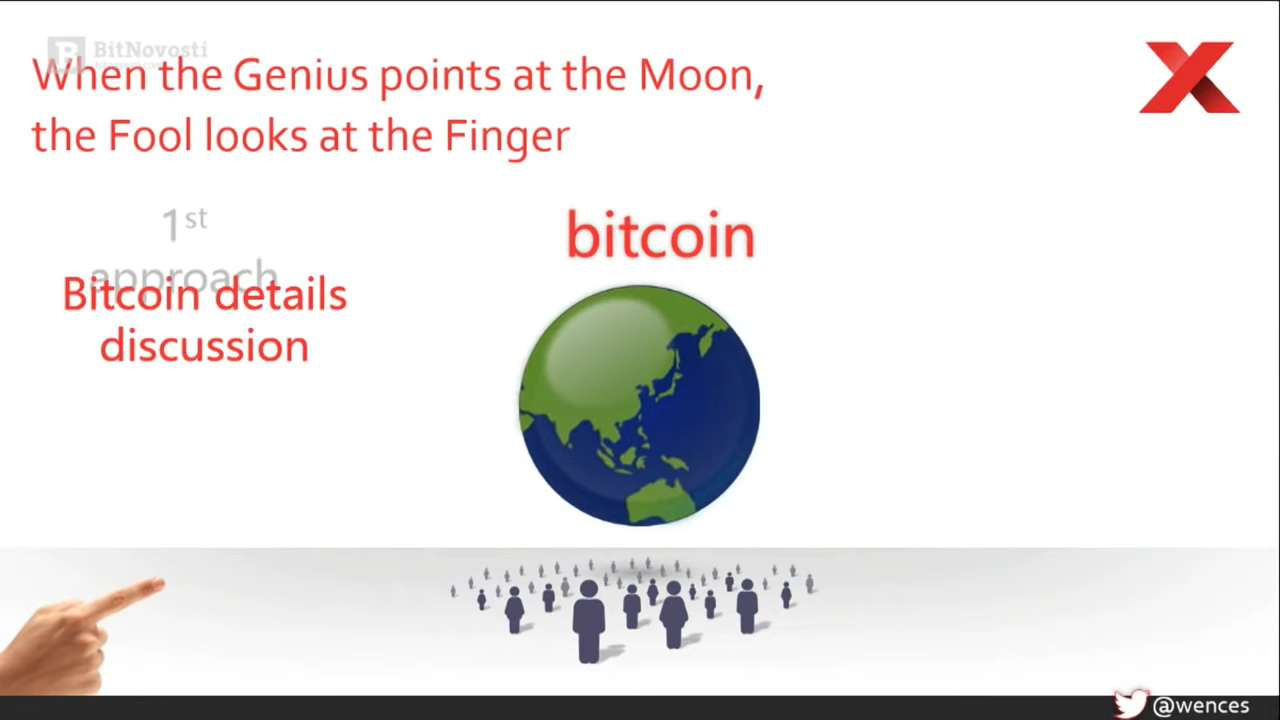 BitNovosti
When the Genius points at the Moon,
the Fool looks at the Finger
1st
approach
Bitcoin details
discussion
bitcoin
@wences